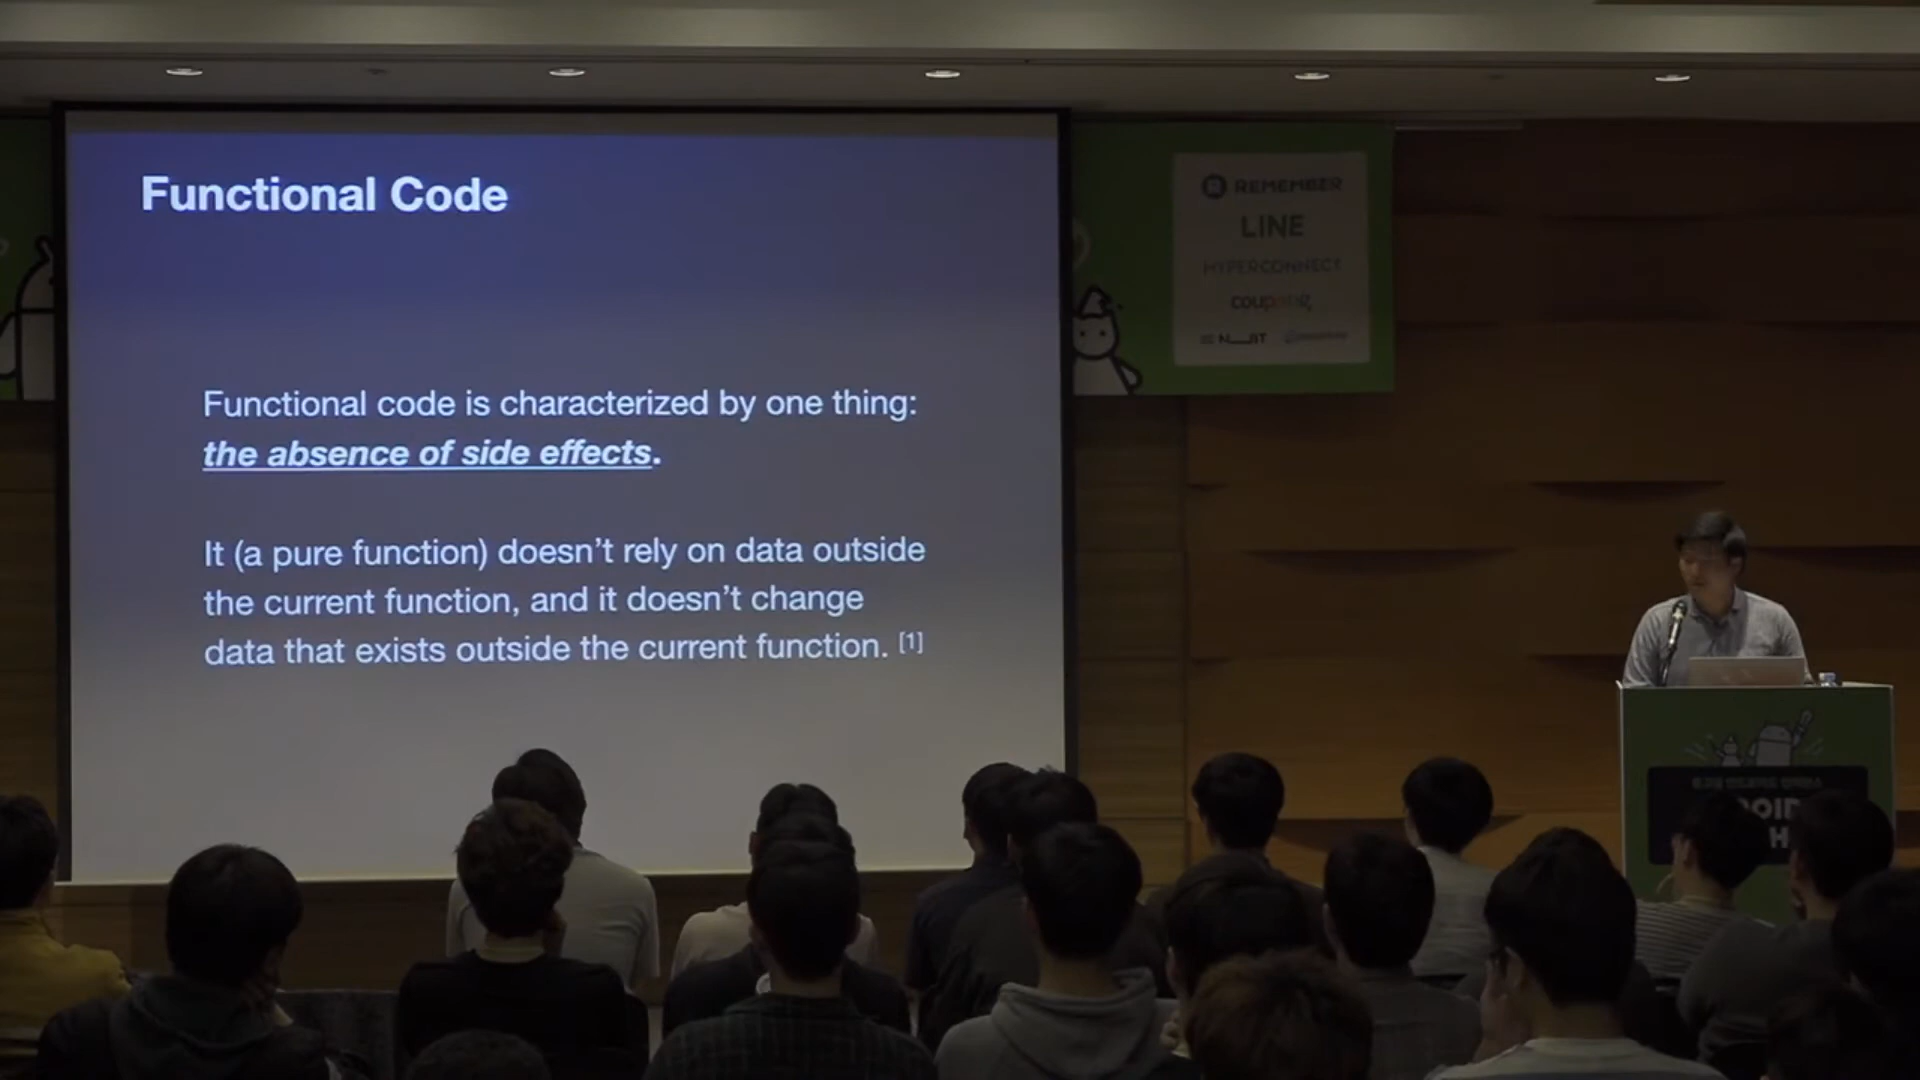 Functional Code
Functional code is characterized by one thing:
the absence of side effects.
It (a pure function) doesn’t rely on data outside
the current function, and it doesn’t change
data that exists outside the current function. [1]
REMEMBER
LINE
HYPERCONNECT
coupang